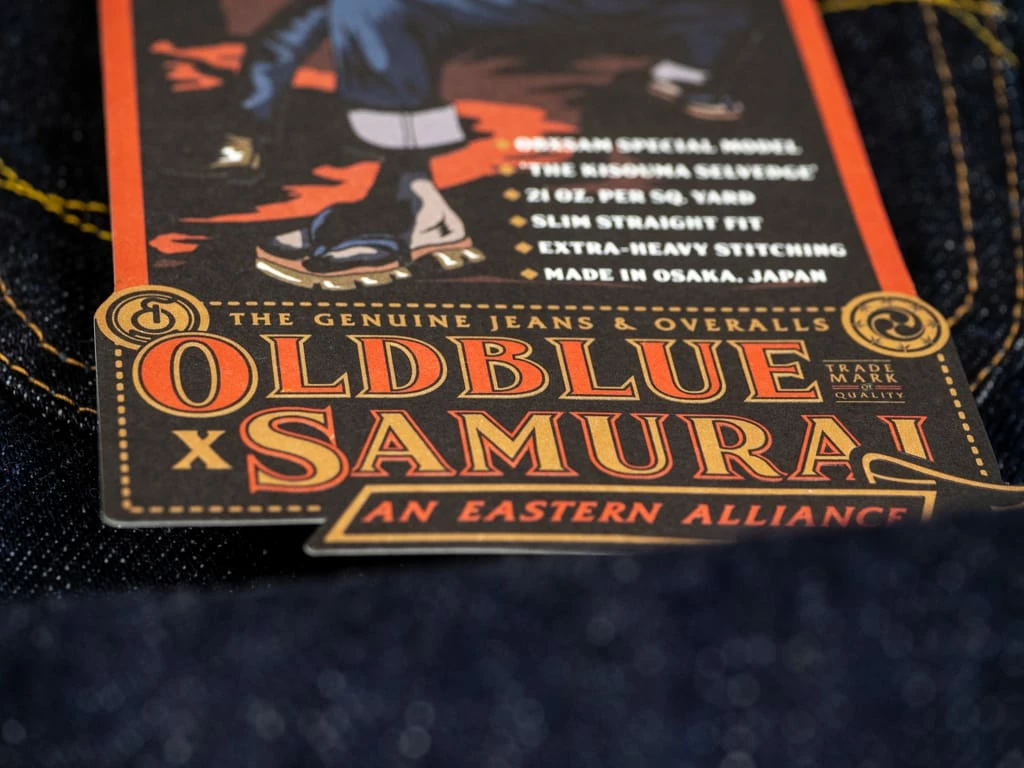 OBXSAM SPECIAL MODEL
"THE KISOUMA SELVEDGE"
21 OZ. PER SQ. YARD
SLIM STRAIGHT FIT
EXTRA-HEAVY STITCHING
MADE IN OSAKA, JAPAN
THE GENUINE JEANS & OVERALLS
OLDBLUE
TRADE
MARK
OF
QUALITY
X SAMURAI
AN EASTERN ALLIANCE